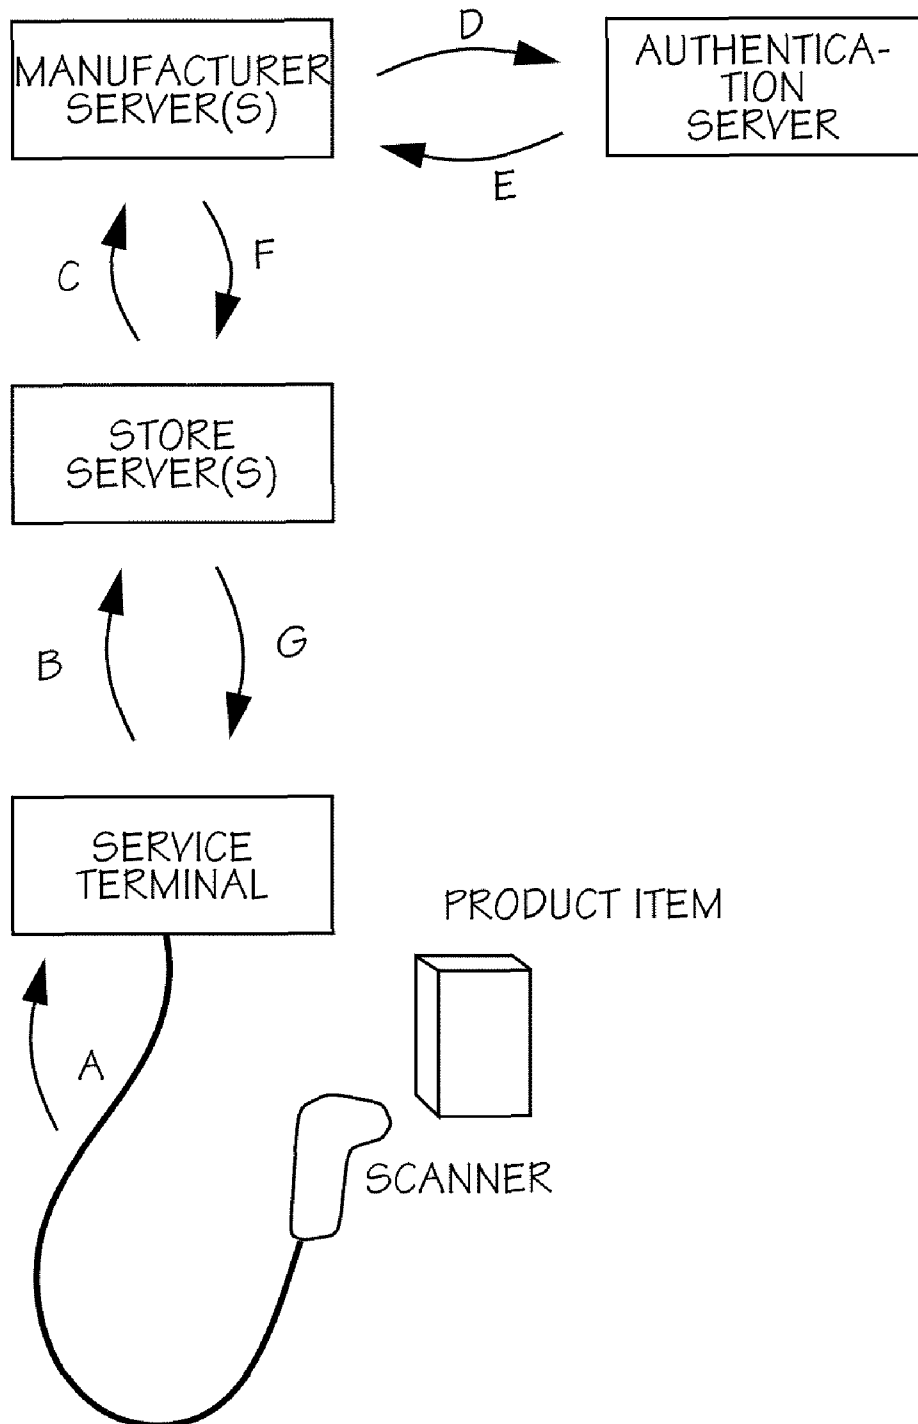 D
MANUFACTURER
SERVER(S)
AUTHENTICA-
TION
SERVER
E
C
F
STORE
SERVER(S)
B
G
SERVICE
TERMINAL
PRODUCT ITEM
A
SCANNER